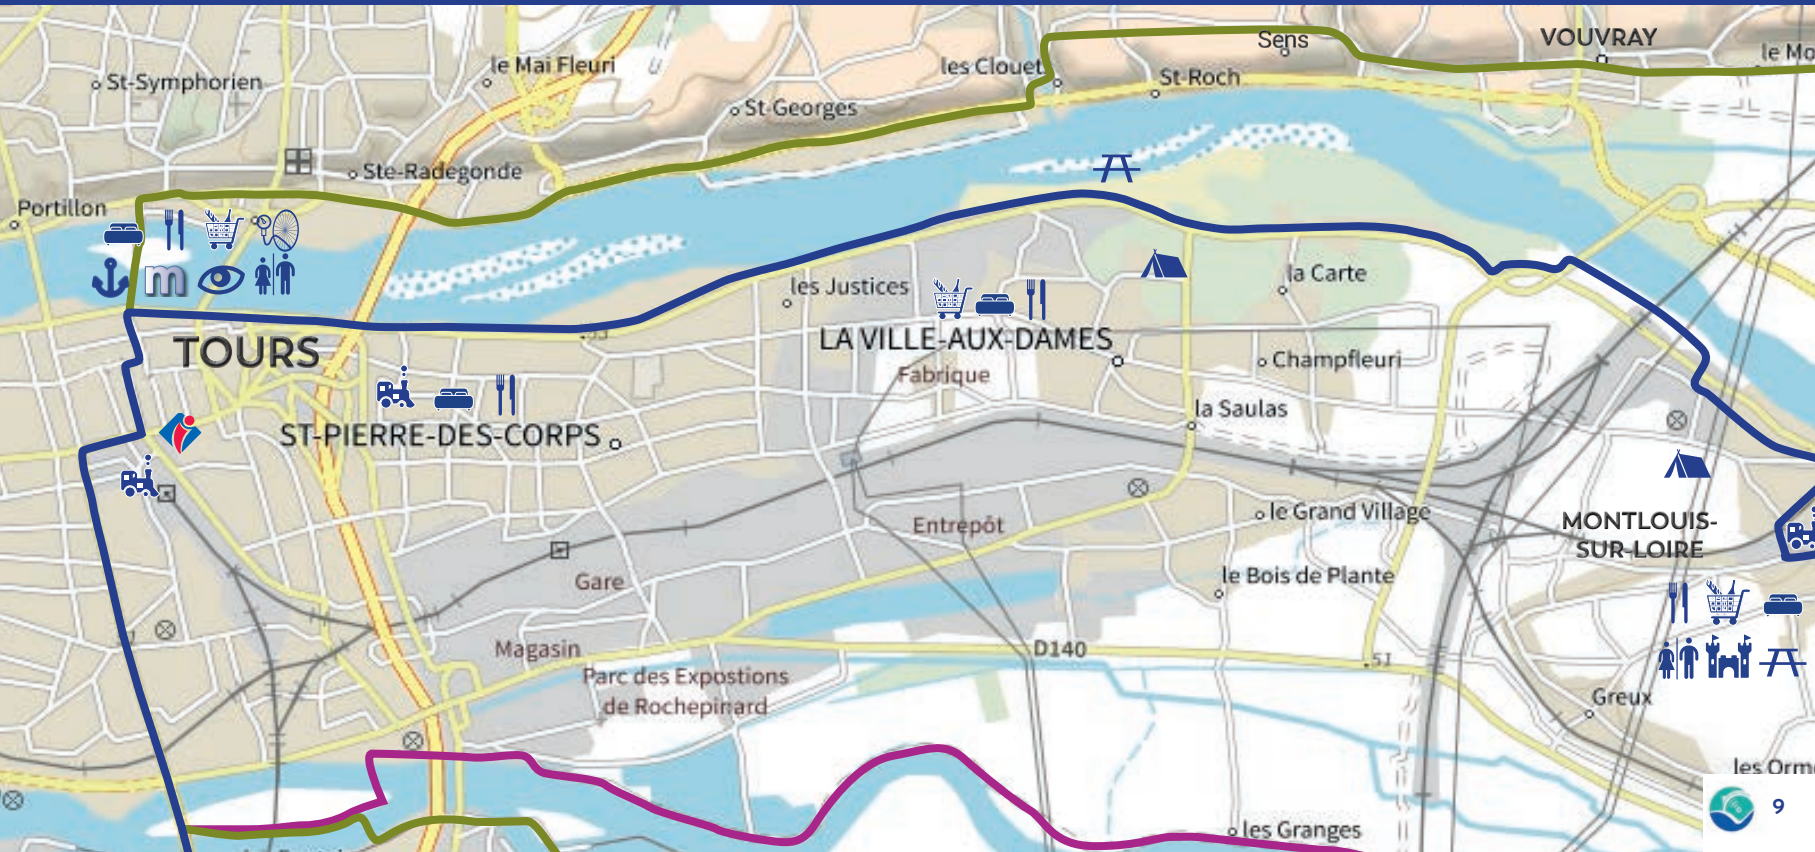 Sens
VOUVRAY
le Mai Fleuri
les Clouet
le Mo
St-Symphorien
St-Roch
St-Georges
Ste-Radegonde
Portillon
m
les Justices
la Carte
TOURS
LA VILLE-AUX-DAMES
Champfleuri
Fabrique
la Saulas
ST-PIERRE-DES-CORPS
le Grand Village
Entrepôt
MONTLOUIS-
SUR-LOIRE
Gare
le Bois de Plante
Magasin
D140
51
Parc des Expostions
de Rochepinard
Greux
les Orm
9
les Granges